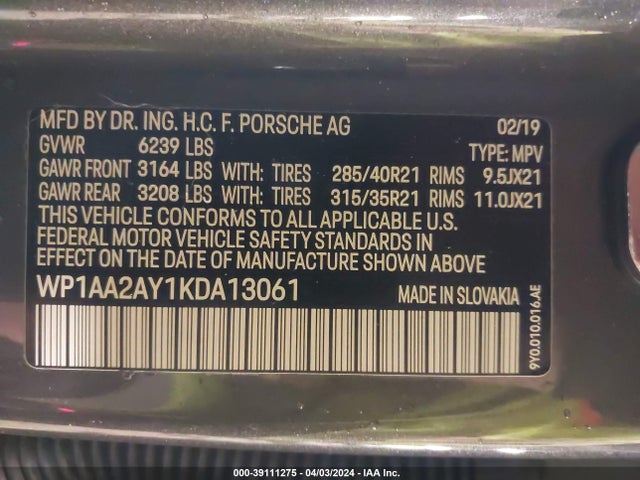 MFD BY DR. ING. H.C. F. PORSCHE AG 02/19
GVWR 6239 LBS TYPE: MPV
GAWR FRONT 3164 LBS WITH: TIRES 285/40R21 RIMS 9.5JX21
GAWR REAR 3208 LBS WITH: TIRES 315/35R21 RIMS 11.0JX21
THIS VEHICLE CONFORMS TO ALL APPLICABLE U.S.
FEDERAL MOTOR VEHICLE SAFETY STANDARDS IN
EFFECT ON THE DATE OF MANUFACTURE SHOWN ABOVE
WP1AA2AY1KDA13061 MADE IN SLOVAKIA
9Y0.010.016.AE
000-39111275 - 04/03/2024 - IAA Inc.